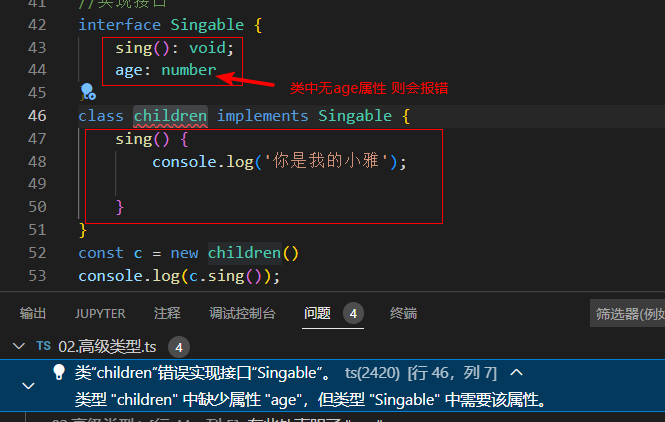 41 //实现接口
42 interface Singable {
43 sing(): void;
44 age: number
类中无age属性 则会报错
45 }
46 class children implements Singable {
47 sing() {
48 console.log('你是我的小雅');
49
50 }
51 }
52 const c = new children()
53 console.log(c.sing());
输出 JUPYTER 注释 调试控制台 问题 4 终端 筛选器(例如
TS 02.高级类型.ts 4
类“children”错误实现接口“Singable”。 ts(2420) [行 46，列 7]
类型 "children" 中缺少属性 "age"，但类型 "Singable" 中需要该属性。